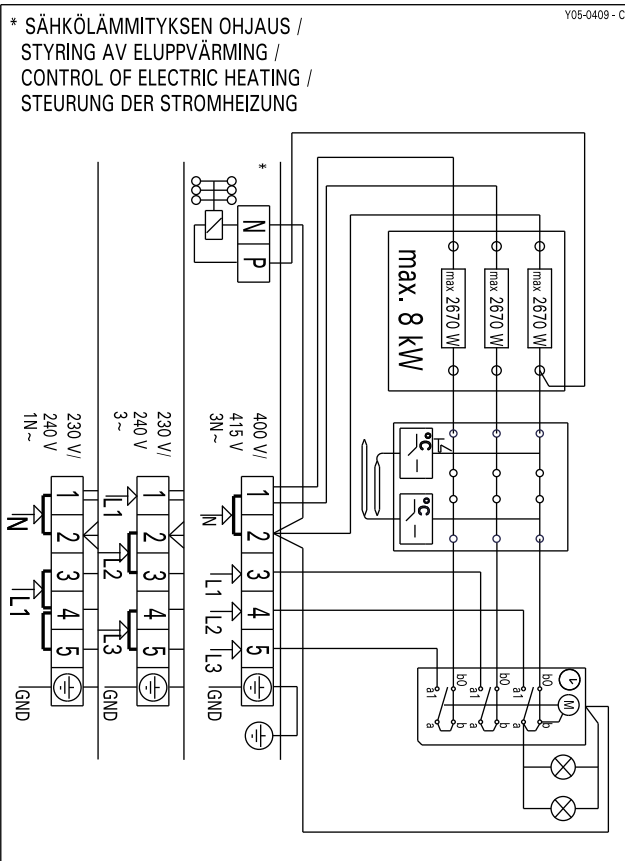 Y05-0409 - C
* SÄHKÖLÄMMITYKSEN OHJAUS /
STYRING AV ELUPPVÄRMING /
CONTROL OF ELECTRIC HEATING /
STEURUNG DER STROMHEIZUNG
*
N
P
max. 8 kW
max 2670 W
max 2670 W
max 2670 W
°C
°C
400 V/
415 V
3N~
1
2
3
4
5
N
L1
L2
L3
GND
230 V/
240 V
3~
1
2
3
4
5
L1
L2
L3
GND
230 V/
240 V
1N~
1
2
3
4
5
N
L1
GND
M
b0
a1
b
a
b0
a1
b
a
b0
a1
b
a